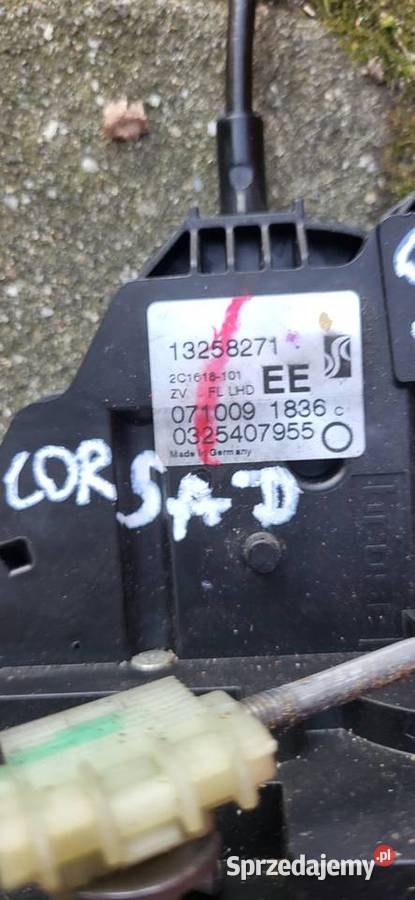 13258271
2C1618-101
ZV FL LHD EE
071009 1836 C
0325407955
Made in Germany
CORSA D
Sprzedajemy.pl